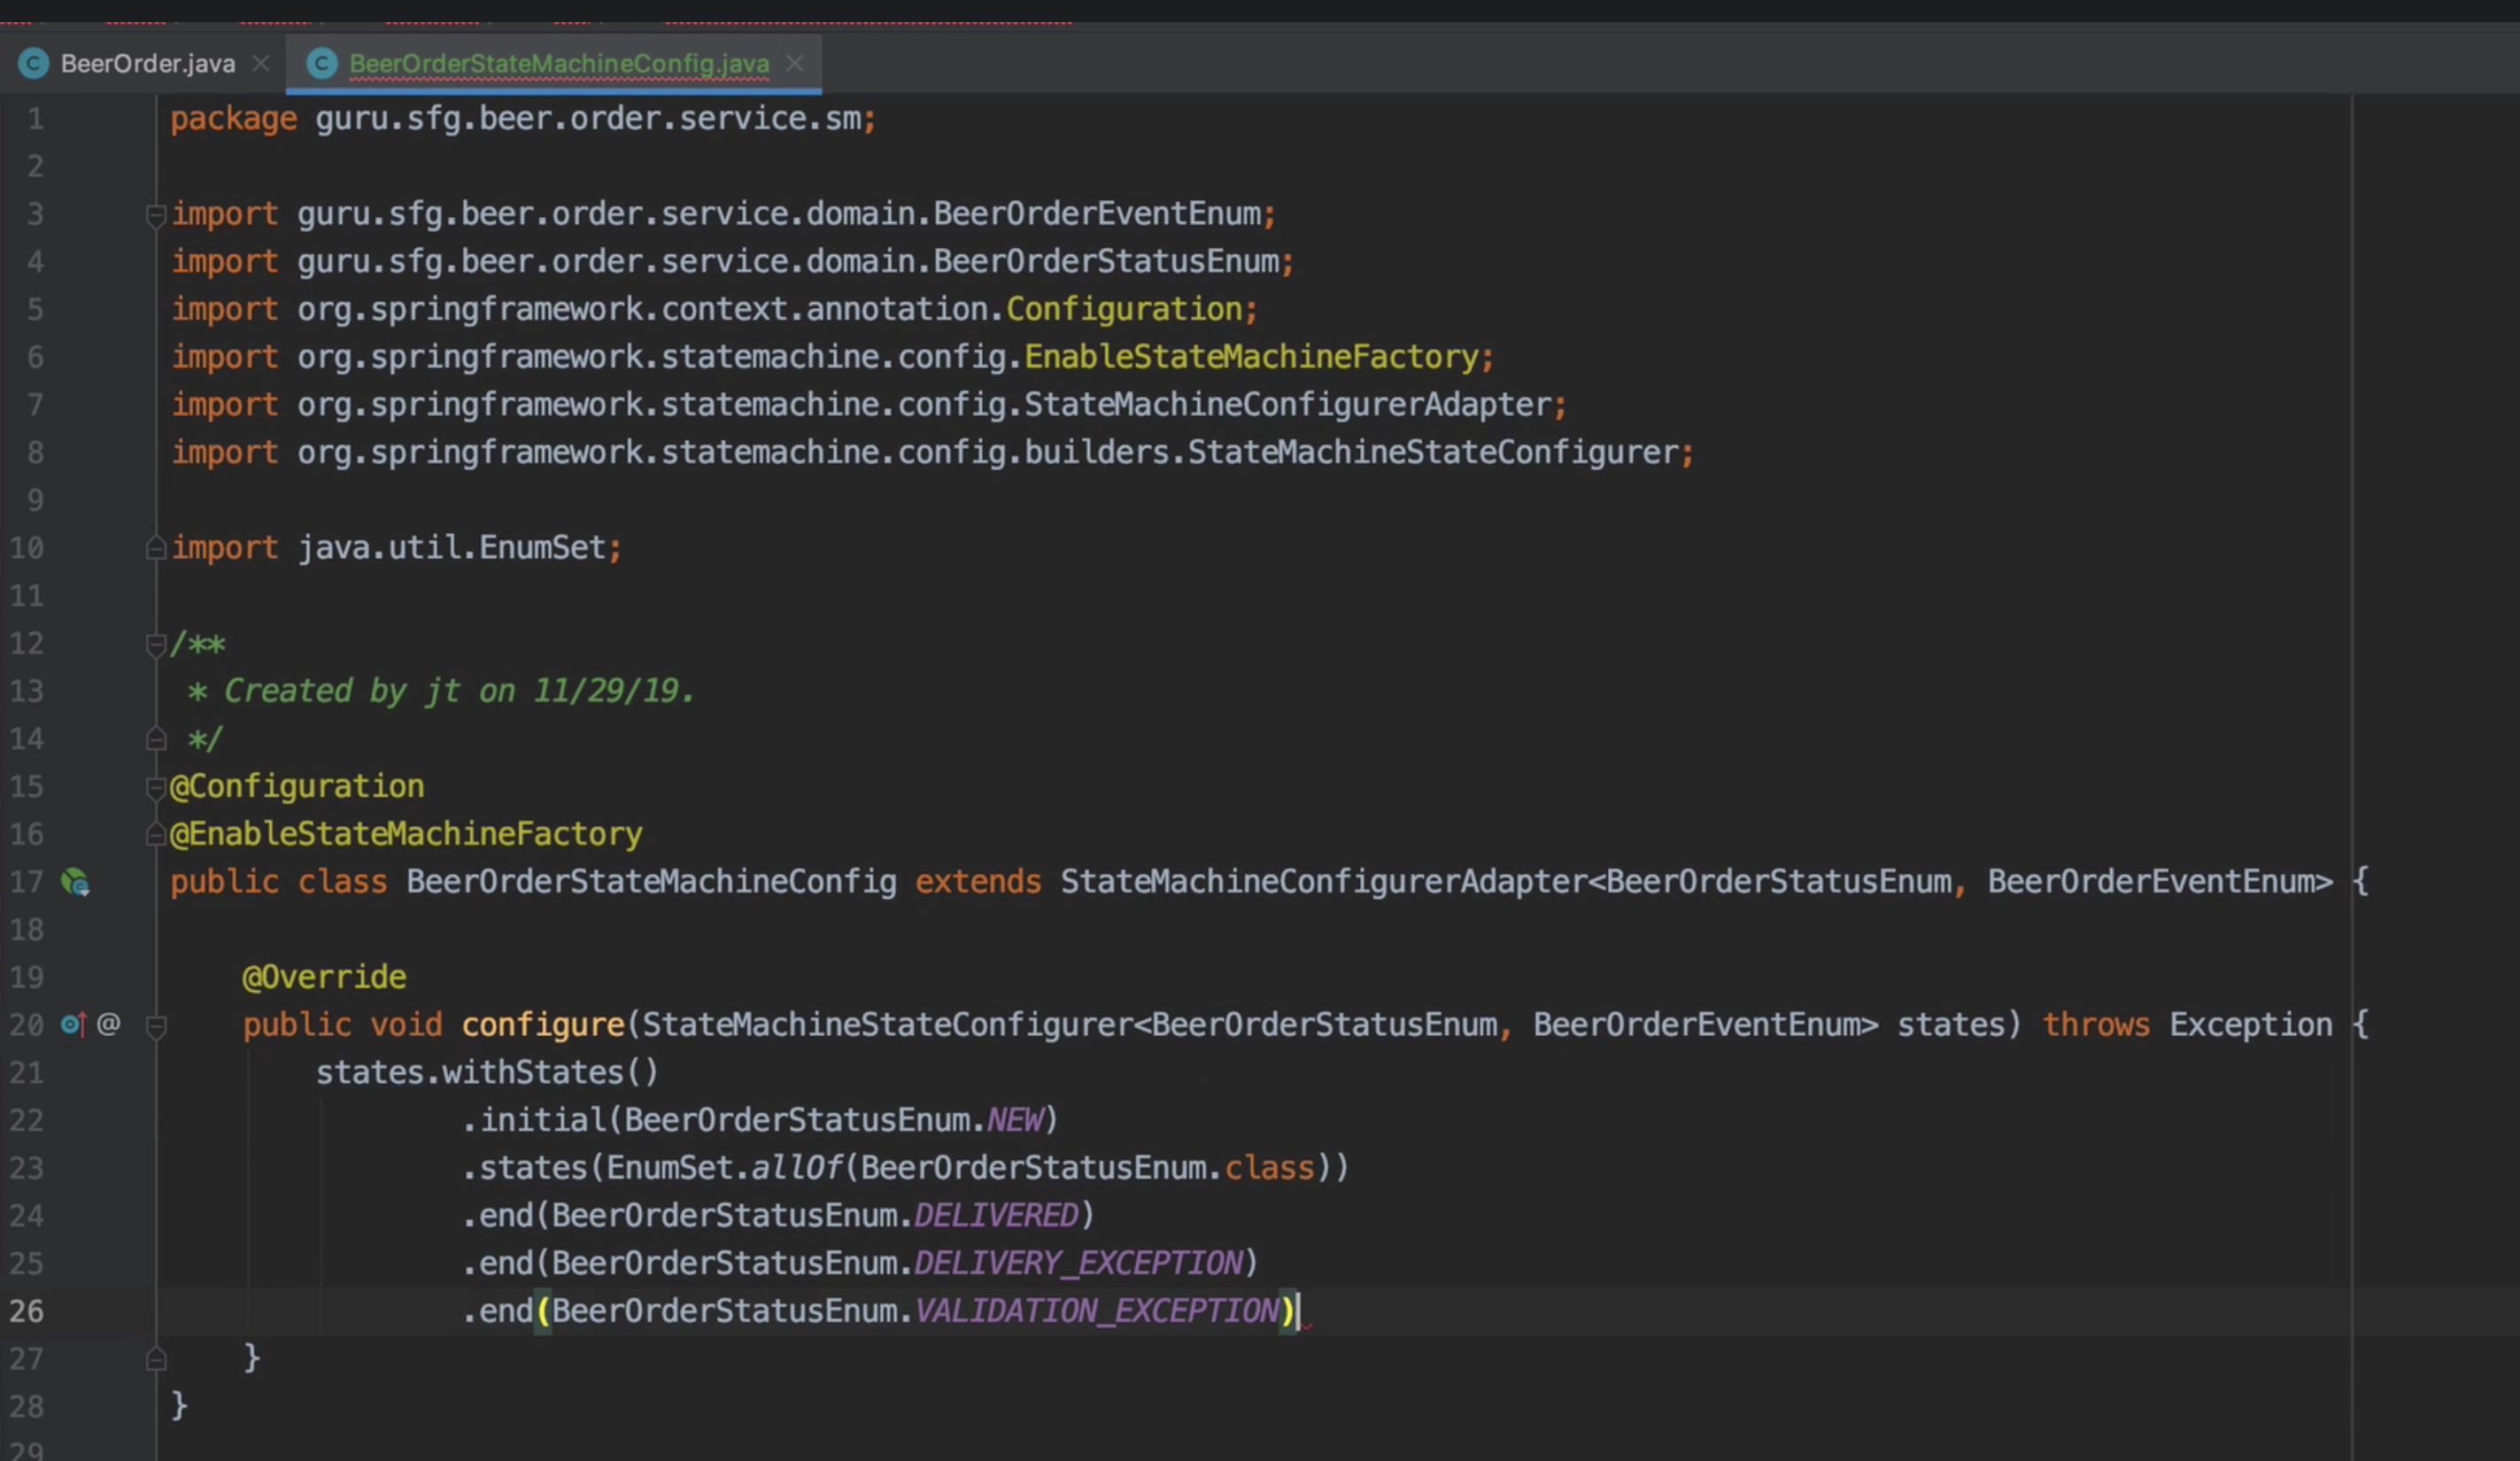 BeerOrder.java BeerOrderStateMachineConfig.java
1 package guru.sfg.beer.order.service.sm;
2
3 import guru.sfg.beer.order.service.domain.BeerOrderEventEnum;
4 import guru.sfg.beer.order.service.domain.BeerOrderStatusEnum;
5 import org.springframework.context.annotation.Configuration;
6 import org.springframework.statemachine.config.EnableStateMachineFactory;
7 import org.springframework.statemachine.config.StateMachineConfigurerAdapter;
8 import org.springframework.statemachine.config.builders.StateMachineStateConfigurer;
9
10 import java.util.EnumSet;
11
12 /**
13  * Created by jt on 11/29/19.
14  */
15 @Configuration
16 @EnableStateMachineFactory
17 public class BeerOrderStateMachineConfig extends StateMachineConfigurerAdapter<BeerOrderStatusEnum, BeerOrderEventEnum> {
18
19     @Override
20 @     public void configure(StateMachineStateConfigurer<BeerOrderStatusEnum, BeerOrderEventEnum> states) throws Exception {
21         states.withStates()
22                 .initial(BeerOrderStatusEnum.NEW)
23                 .states(EnumSet.allOf(BeerOrderStatusEnum.class))
24                 .end(BeerOrderStatusEnum.DELIVERED)
25                 .end(BeerOrderStatusEnum.DELIVERY_EXCEPTION)
26                 .end(BeerOrderStatusEnum.VALIDATION_EXCEPTION)
27     }
28 }
29